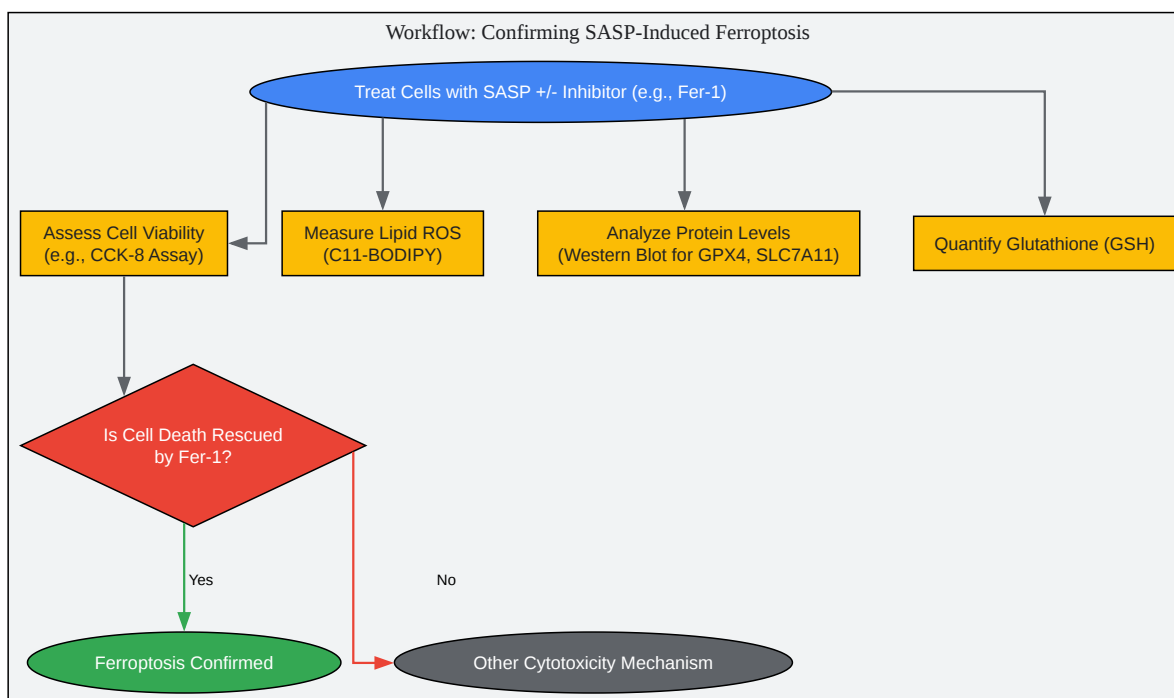 Workflow: Confirming SASP-Induced Ferroptosis
Treat Cells with SASP +/- Inhibitor (e.g., Fer-1)
Assess Cell Viability
(e.g., CCK-8 Assay)
Measure Lipid ROS
(C11-BODIPY)
Analyze Protein Levels
(Western Blot for GPX4, SLC7A11)
Quantify Glutathione (GSH)
Is Cell Death Rescued
by Fer-1?
Yes
No
Ferroptosis Confirmed
Other Cytotoxicity Mechanism